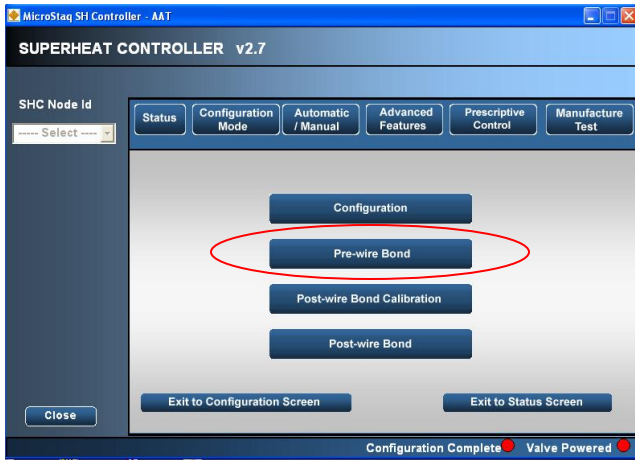 MicroStaq SH Controller - AAT
SUPERHEAT CONTROLLER v2.7
SHC Node Id
----- Select ----
Status
Configuration
Mode
Automatic
/ Manual
Advanced
Features
Prescriptive
Control
Manufacture
Test
Configuration
Pre-wire Bond
Post-wire Bond Calibration
Post-wire Bond
Exit to Configuration Screen
Exit to Status Screen
Close
Configuration Complete
Valve Powered